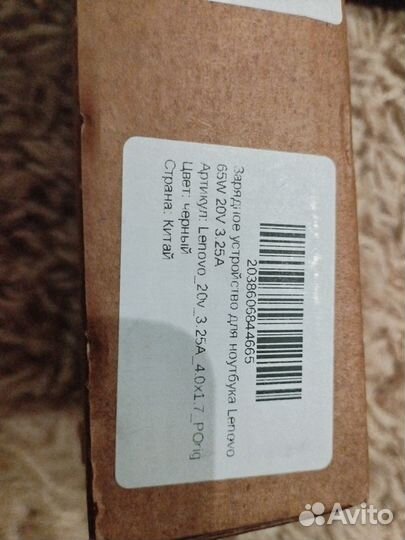 2038606844665
Зарядное устройство для ноутбука Lenovo
65W 20V 3.25A
Артикул: Lenovo_20v_3.25A_4.0x1.7_POrig
Цвет: черный
Страна: Китай
Avito